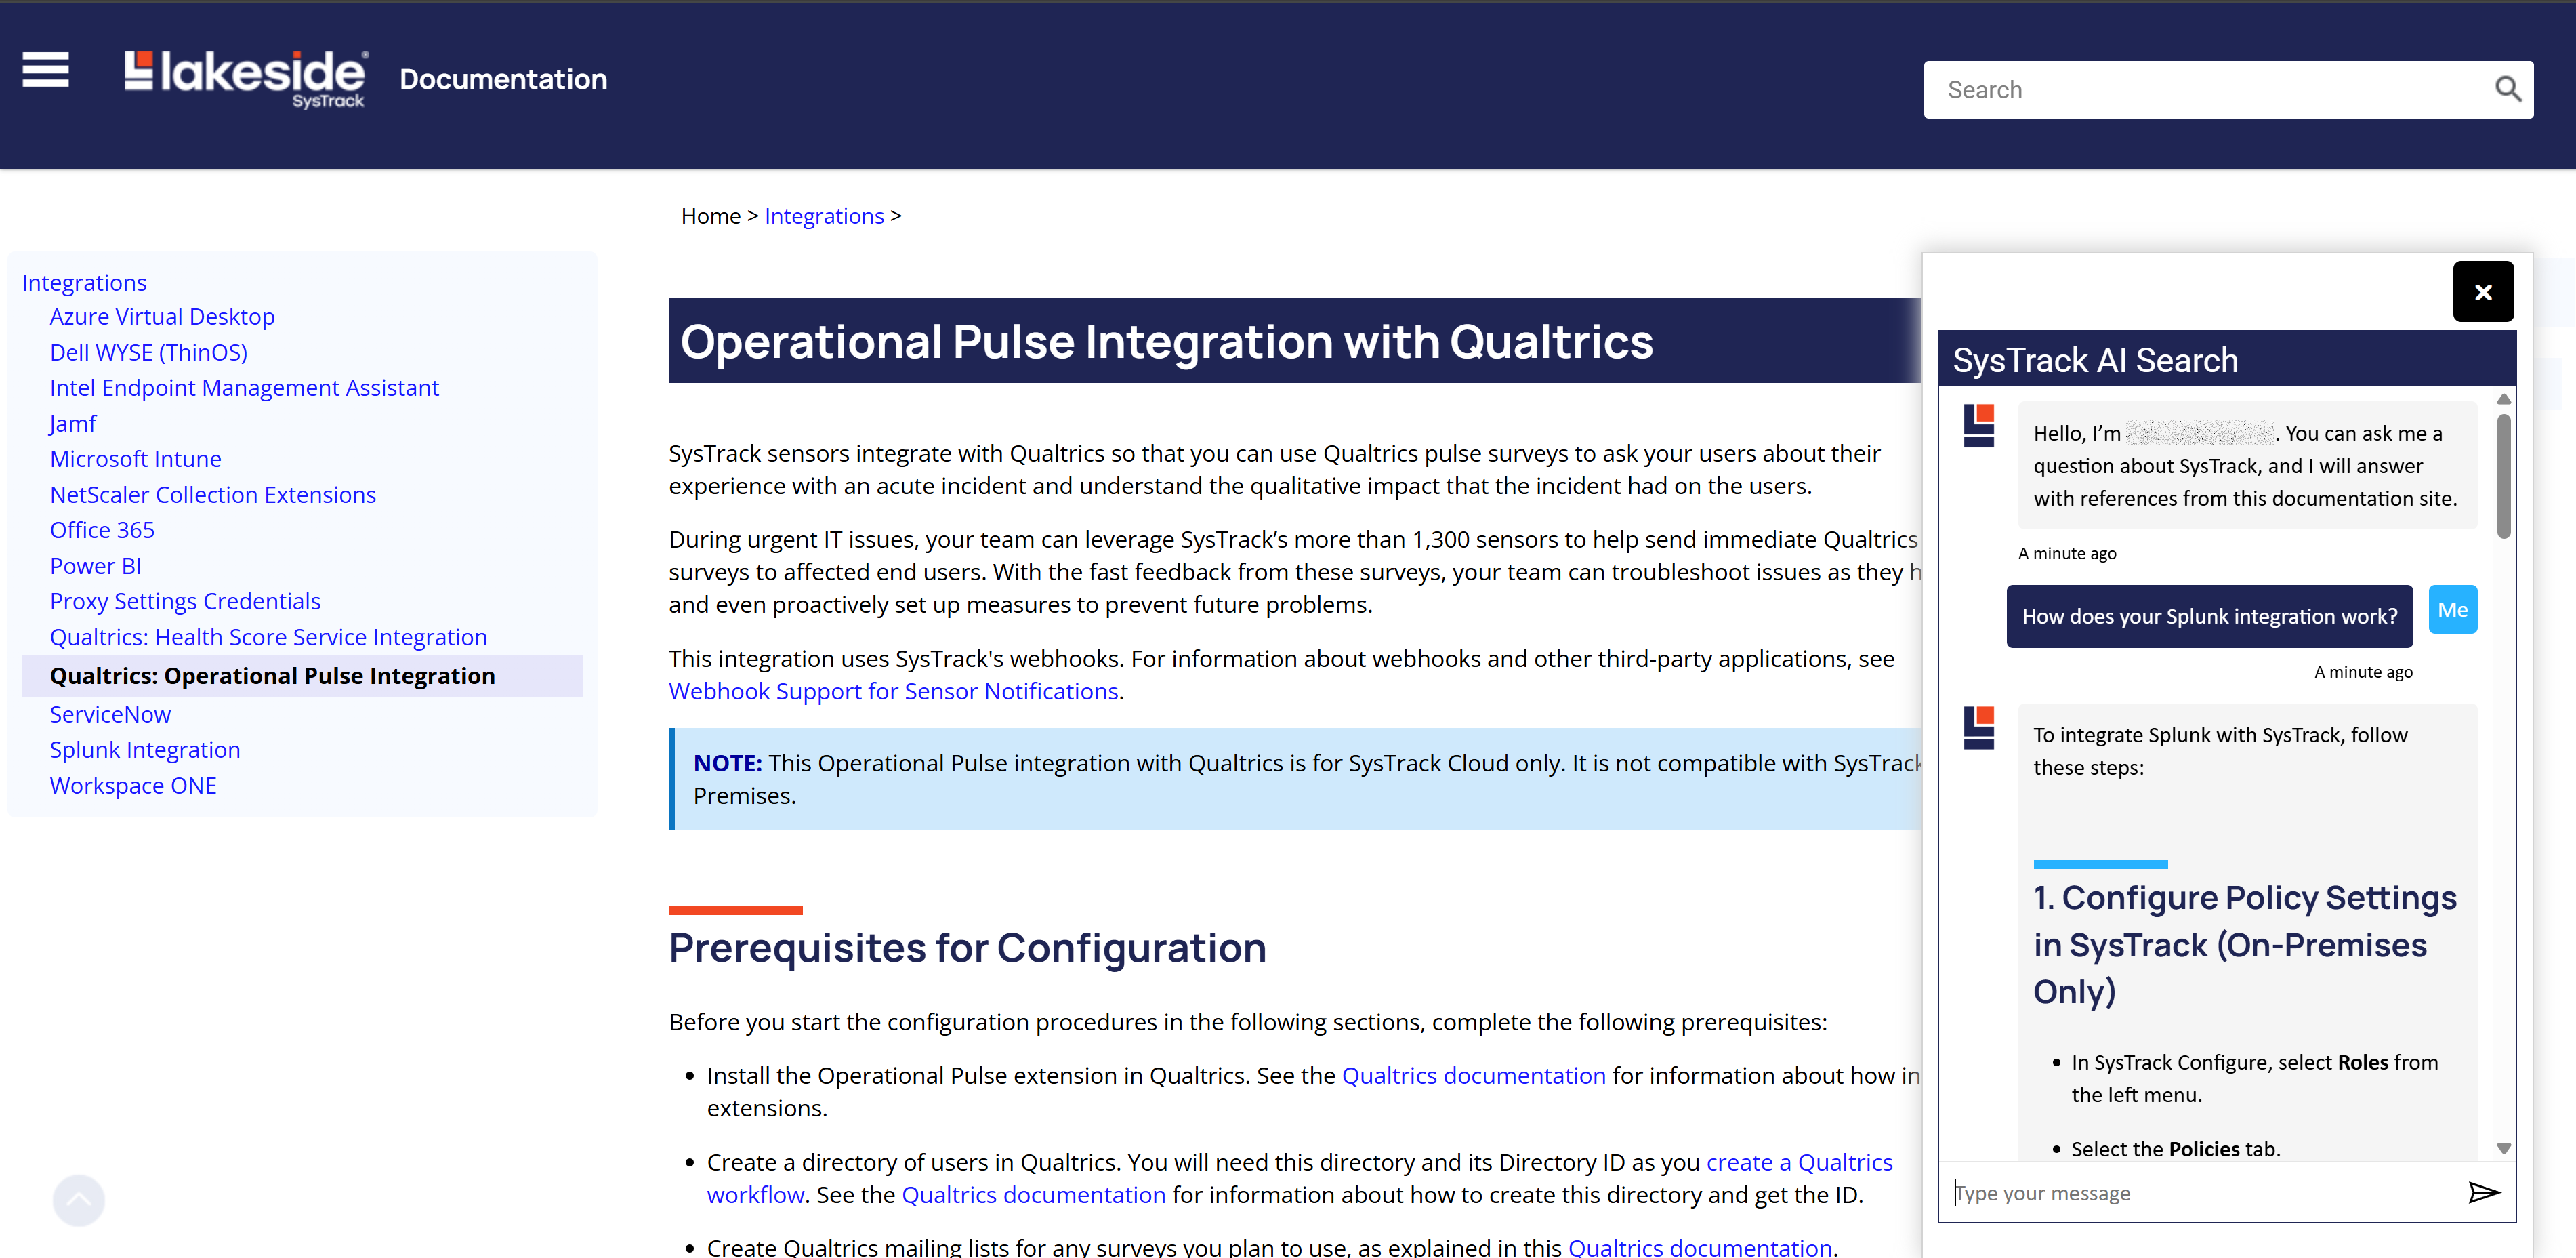 lakeside®
SysTrack
Documentation
Search
Home > Integrations >
Integrations
Azure Virtual Desktop
Dell WYSE (ThinOS)
Intel Endpoint Management Assistant
Jamf
Microsoft Intune
NetScaler Collection Extensions
Office 365
Power BI
Proxy Settings Credentials
Qualtrics: Health Score Service Integration
Qualtrics: Operational Pulse Integration
ServiceNow
Splunk Integration
Workspace ONE
Operational Pulse Integration with Qualtrics
SysTrack sensors integrate with Qualtrics so that you can use Qualtrics pulse surveys to ask your users about their
experience with an acute incident and understand the qualitative impact that the incident had on the users.
During urgent IT issues, your team can leverage SysTrack’s more than 1,300 sensors to help send immediate Qualtrics
surveys to affected end users. With the fast feedback from these surveys, your team can troubleshoot issues as they
and even proactively set up measures to prevent future problems.
This integration uses SysTrack's webhooks. For information about webhooks and other third-party applications, see
Webhook Support for Sensor Notifications.
NOTE: This Operational Pulse integration with Qualtrics is for SysTrack Cloud only. It is not compatible with SysTrack
Premises.
Prerequisites for Configuration
Before you start the configuration procedures in the following sections, complete the following prerequisites:
• Install the Operational Pulse extension in Qualtrics. See the Qualtrics documentation for information about how in
extensions.
• Create a directory of users in Qualtrics. You will need this directory and its Directory ID as you create a Qualtrics
workflow. See the Qualtrics documentation for information about how to create this directory and get the ID.
• Create Qualtrics mailing lists for any surveys you plan to use, as explained in this Qualtrics documentation.
SysTrack AI Search
Hello, I’m . You can ask me a
question about SysTrack, and I will answer
with references from this documentation site.
A minute ago
How does your Splunk integration work?
Me
A minute ago
To integrate Splunk with SysTrack, follow
these steps:
1. Configure Policy Settings
in SysTrack (On-Premises
Only)
• In SysTrack Configure, select Roles from
the left menu.
• Select the Policies tab.
Type your message